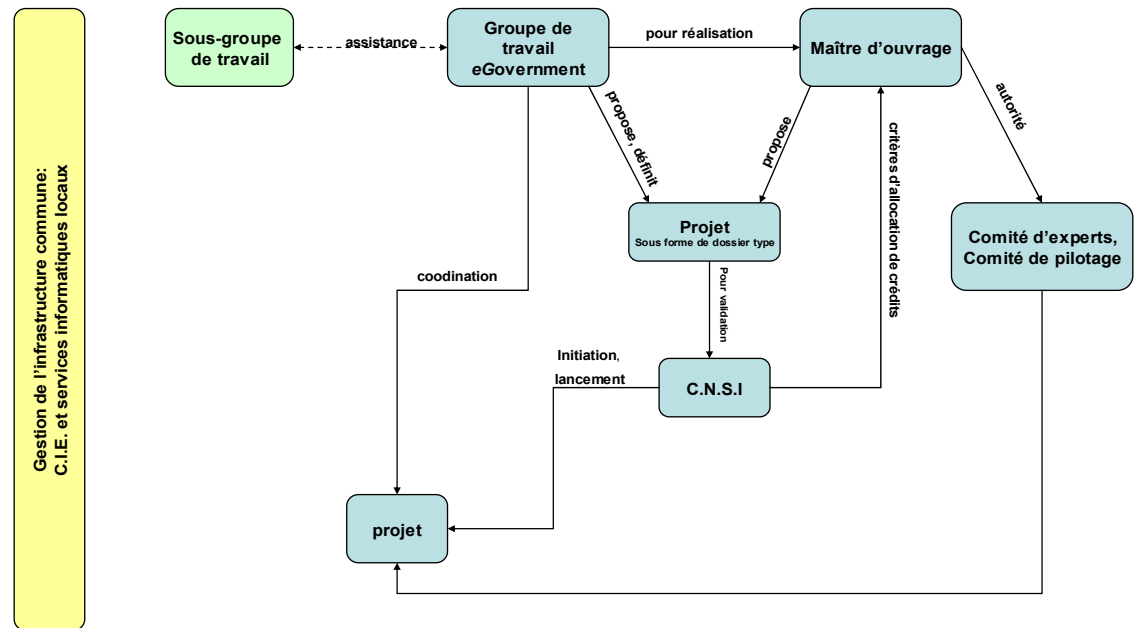 Gestion de l'infrastructure commune:
C.I.E. et services informatiques locaux
Sous-groupe
de travail
assistance
Groupe de
travail
eGovernment
pour réalisation
Maître d'ouvrage
autorité
propose, définit
propose
critères d'allocation de crédits
Projet
Sous forme de dossier type
Comité d'experts,
Comité de pilotage
coodination
Pour validation
Initiation,
lancement
C.N.S.I
projet